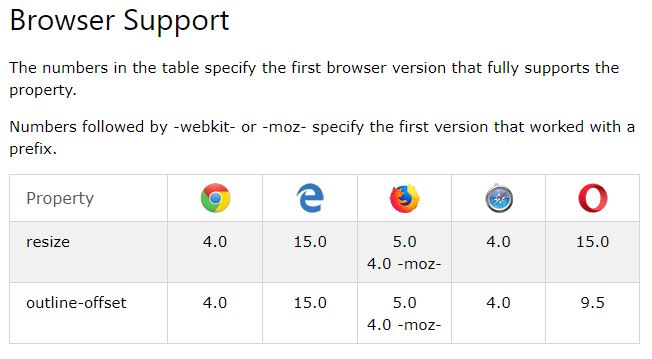 Browser Support
The numbers in the table specify the first browser version that fully supports the
property.
Numbers followed by -webkit- or -moz- specify the first version that worked with a
prefix.
Property
resize 4.0 15.0 5.0 4.0 15.0
4.0 -moz-
outline-offset 4.0 15.0 5.0 4.0 9.5
4.0 -moz-